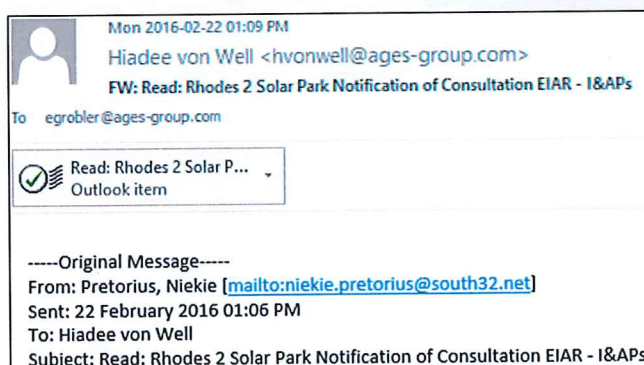 Mon 2016-02-22 01:09 PM
Hiadee von Well <hvonwell@ages-group.com>
FW: Read: Rhodes 2 Solar Park Notification of Consultation EIAR - I&APs
To egrobler@ages-group.com
Read: Rhodes 2 Solar P...
Outlook item
-----Original Message-----
From: Pretorius, Niekie [mailto:niekie.pretorius@south32.net]
Sent: 22 February 2016 01:06 PM
To: Hiadee von Well
Subject: Read: Rhodes 2 Solar Park Notification of Consultation EIAR - I&APs